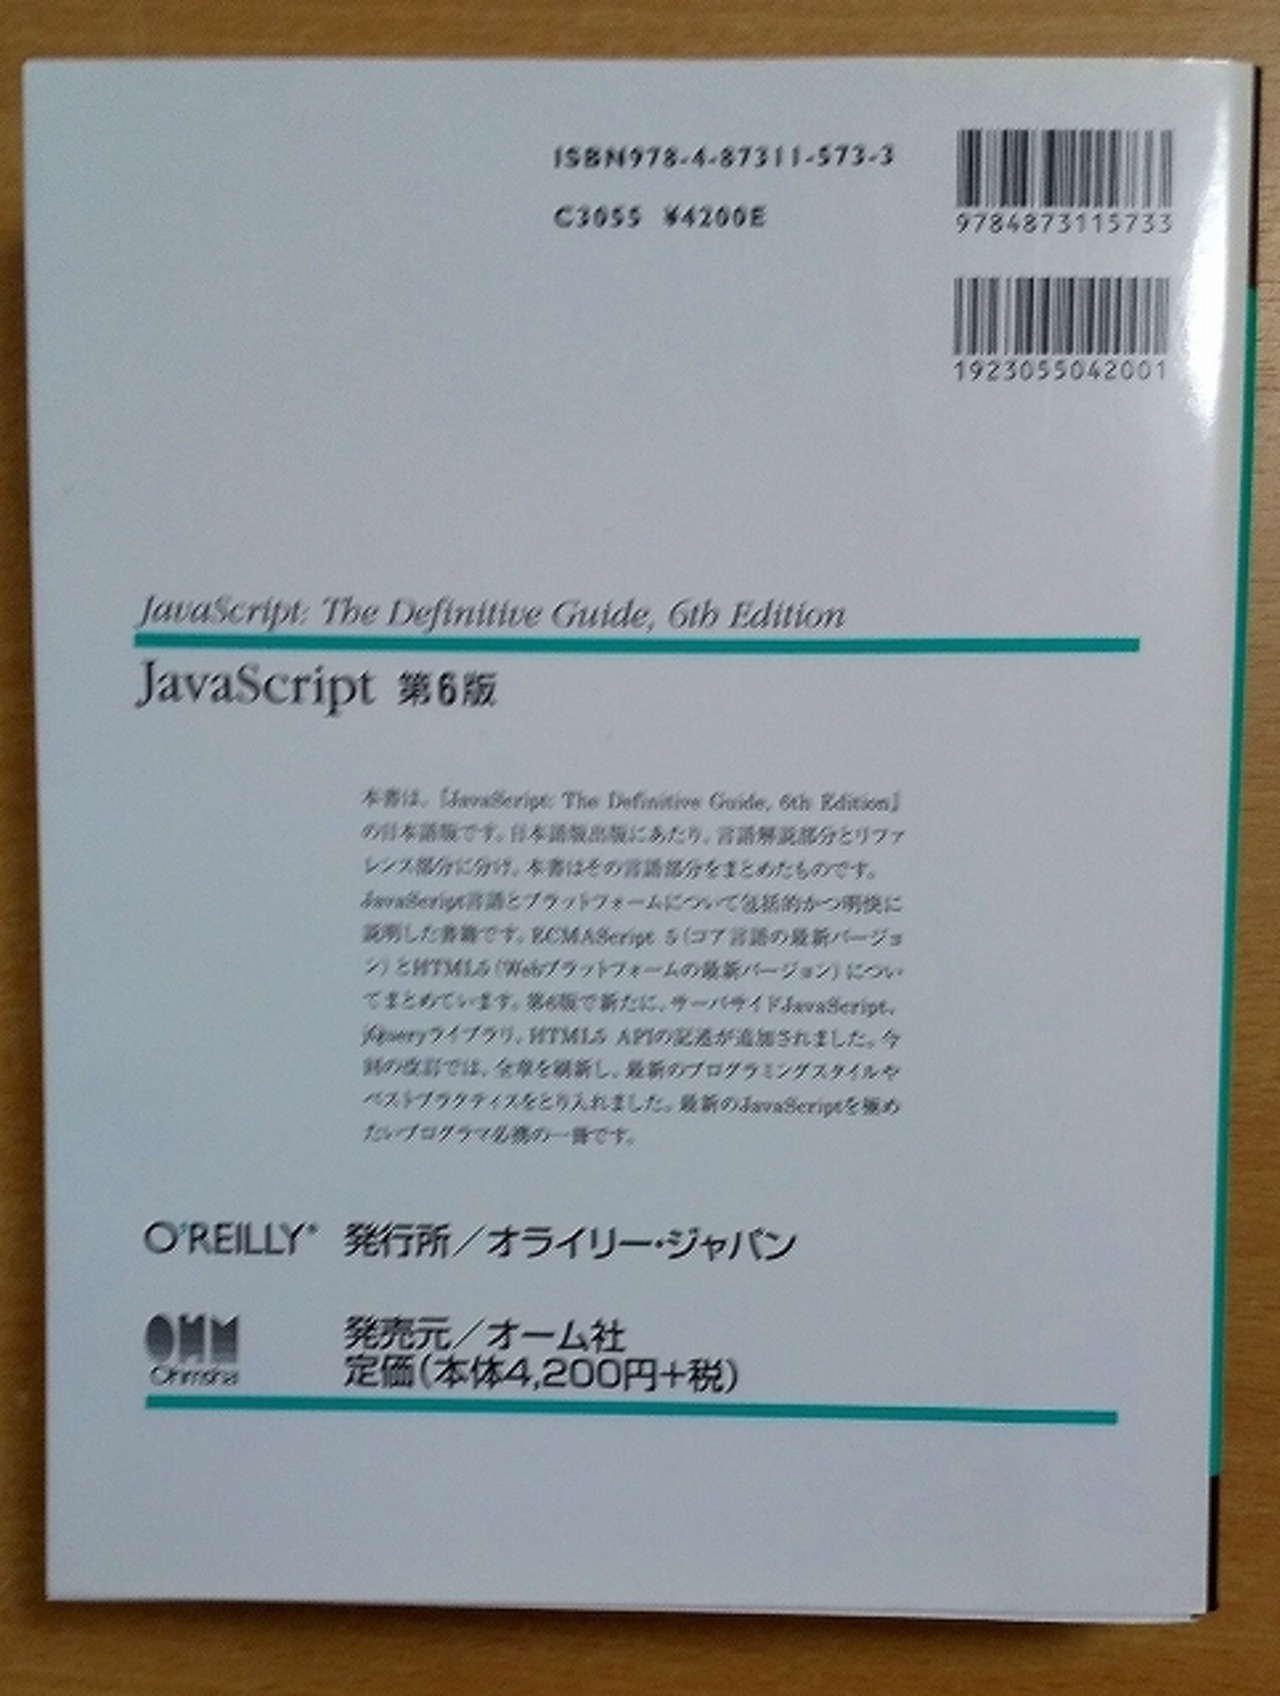 ISBN978-4-87311-573-3
C3055 ¥4200E
9784873115733
1923055042001
JavaScript: The Definitive Guide, 6th Edition
JavaScript 第6版
本書は、『JavaScript: The Definitive Guide, 6th Edition』
の日本語版です。日本語版出版にあたり、言語解説部分とリファ
レンス部分に分け、本書はその言語部分をまとめたものです。
JavaScript言語とプラットフォームについて包括的かつ明快に
説明した書籍です。ECMAScript 5（コア言語の最新バージョ
ン）とHTML5（Webプラットフォームの最新バージョン）につい
てまとめています。第6版で新たに、サーバサイドJavaScript、
jQueryライブラリ、HTML5 APIの記述が追加されました。今
回の改訂では、全章を刷新し、最新のプログラミングスタイルや
ベストプラクティスをとり入れました。最新のJavaScriptを極め
たいプログラマ必携の一冊です。
O'REILLY® 発行所／オライリー・ジャパン
OHM
Ohmsha
発売元／オーム社
定価（本体4,200円＋税）